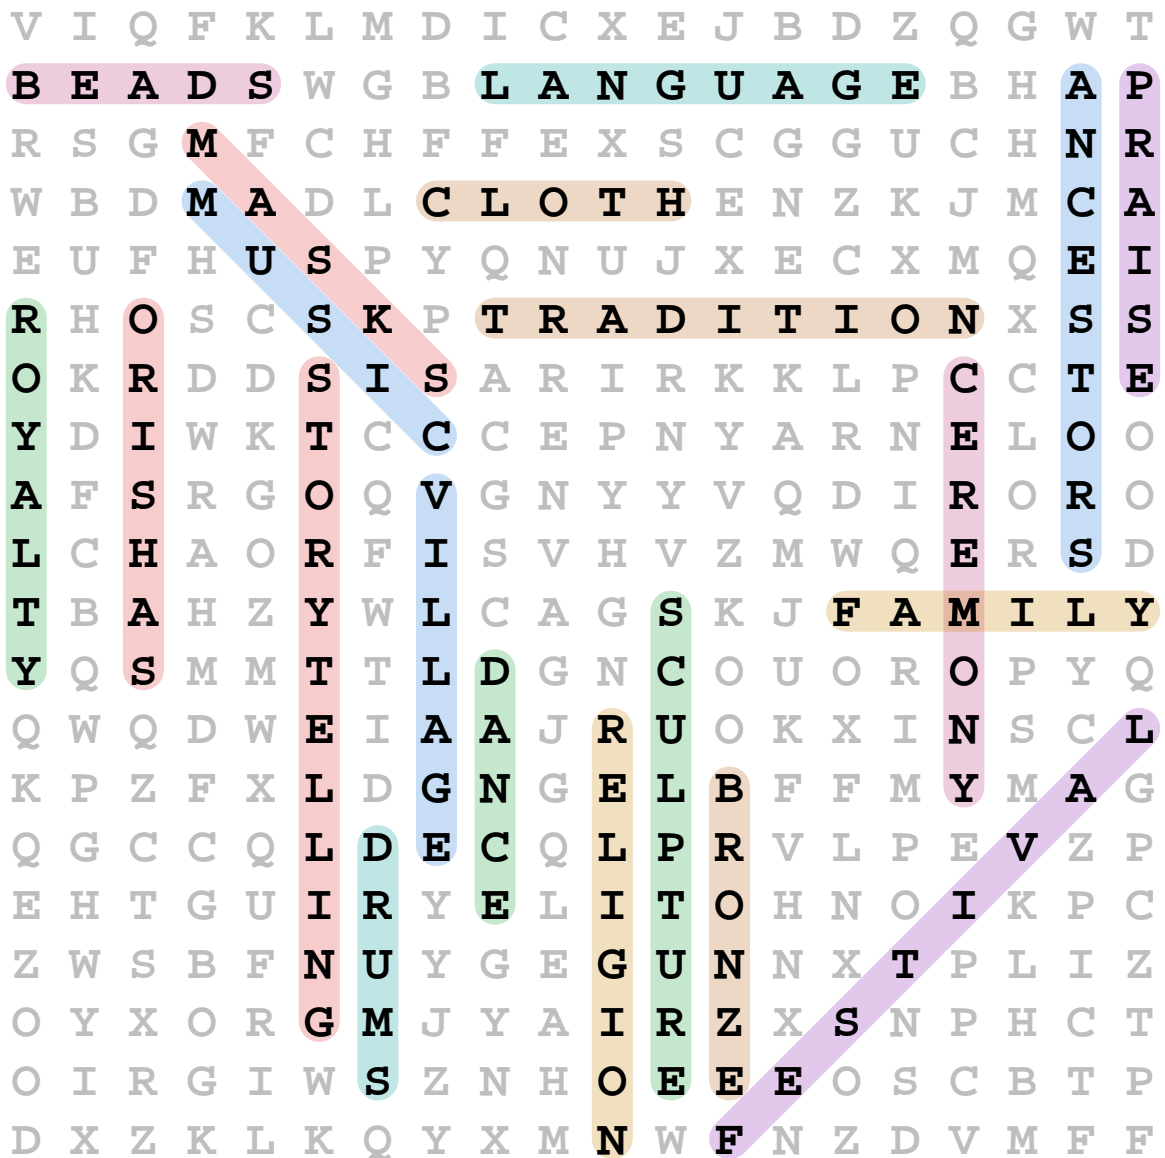 V I Q F K L M D I C X E J B D Z Q G W T
B E A D S W G B L A N G U A G E B H A P
R S G M F C H F F E X S C G G U C H N R
W B D M A D L C L O T H E N Z K J M C A
E U F H U S P Y Q N U J X E C X M Q E I
R H O S C S K P T R A D I T I O N X S S
O K R D D S I S A R I R K K L P C C T E
Y D I W K T C C C E P N Y A R N E L O O
A F S R G O Q V G N Y Y V Q D I R O R O
L C H A O R F I S V H V Z M W Q E R S D
T B A H Z Y W L C A G S K J F A M I L Y
Y Q S M M T T L D G N C O U O R O P Y Q
Q W Q D W E I A A J R U O K X I N S C L
K P Z F X L D G N G E L B F F M Y M A G
Q G C C Q L D E C Q L P R V L P E V Z P
E H T G U I R Y E L I T O H N O I K P C
Z W S B F N U Y G E G U N N X T P L I Z
O Y X O R G M J Y A I R Z X S N P H C T
O I R G I W S Z N H O E E E O S C B T P
D X Z K L K Q Y X M N W F N Z D V M F F